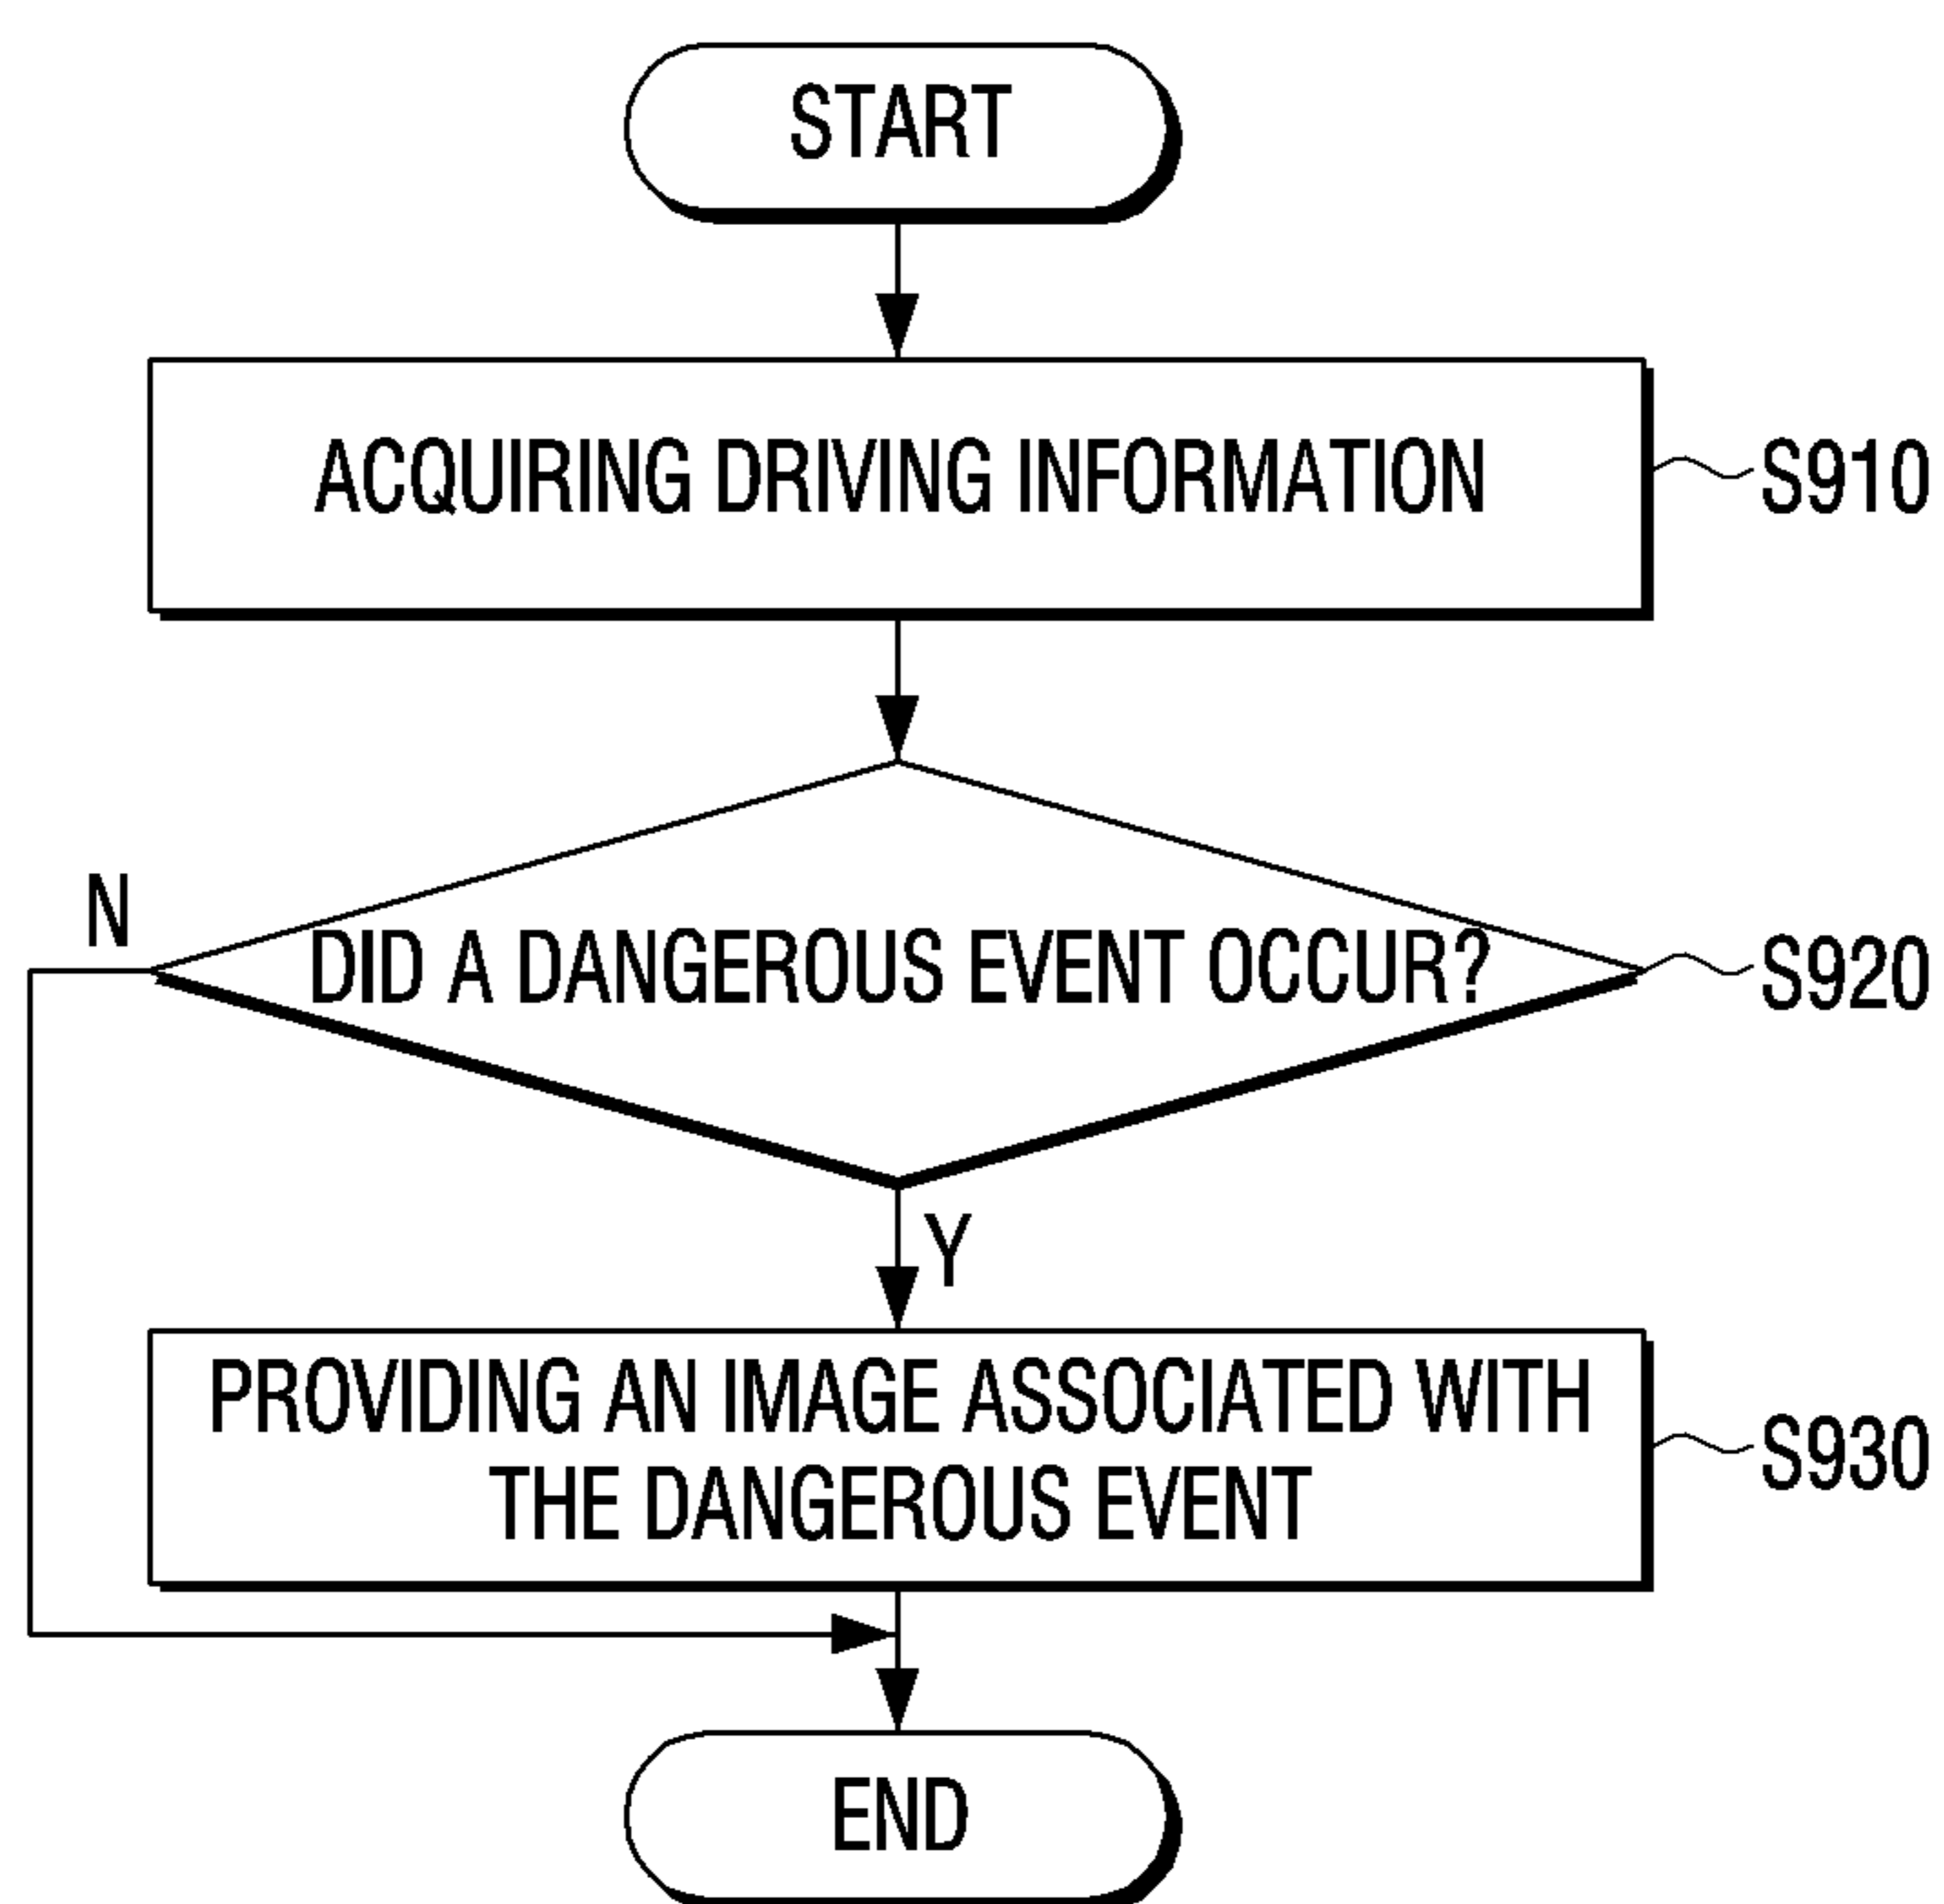 START
ACQUIRING DRIVING INFORMATION
S910
N
DID A DANGEROUS EVENT OCCUR?
S920
Y
PROVIDING AN IMAGE ASSOCIATED WITH
THE DANGEROUS EVENT
S930
END